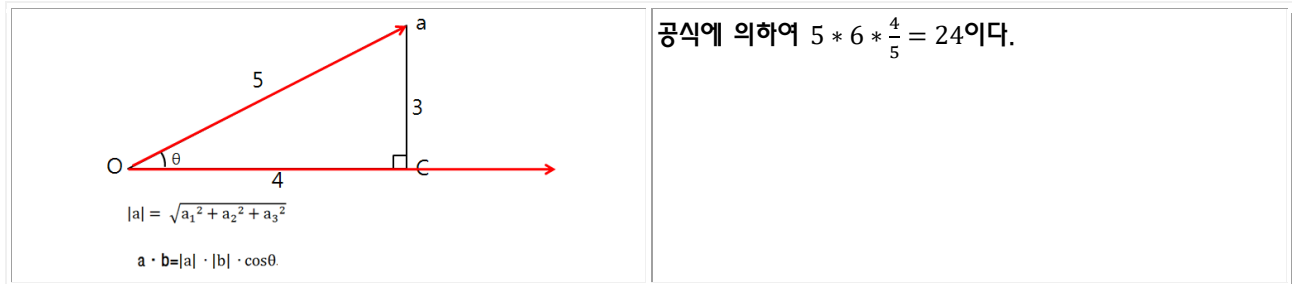 a
5
3
O
θ
C
4
|a| = √(a₁² + a₂² + a₃²)
a · b=|a| · |b| · cosθ.
공식에 의하여 5 * 6 * 4/5 = 24이다.